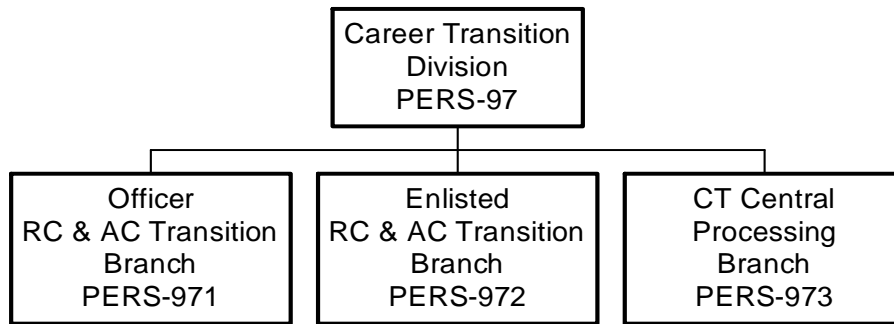 Career Transition
Division
PERS-97
Officer
RC & AC Transition
Branch
PERS-971
Enlisted
RC & AC Transition
Branch
PERS-972
CT Central
Processing
Branch
PERS-973